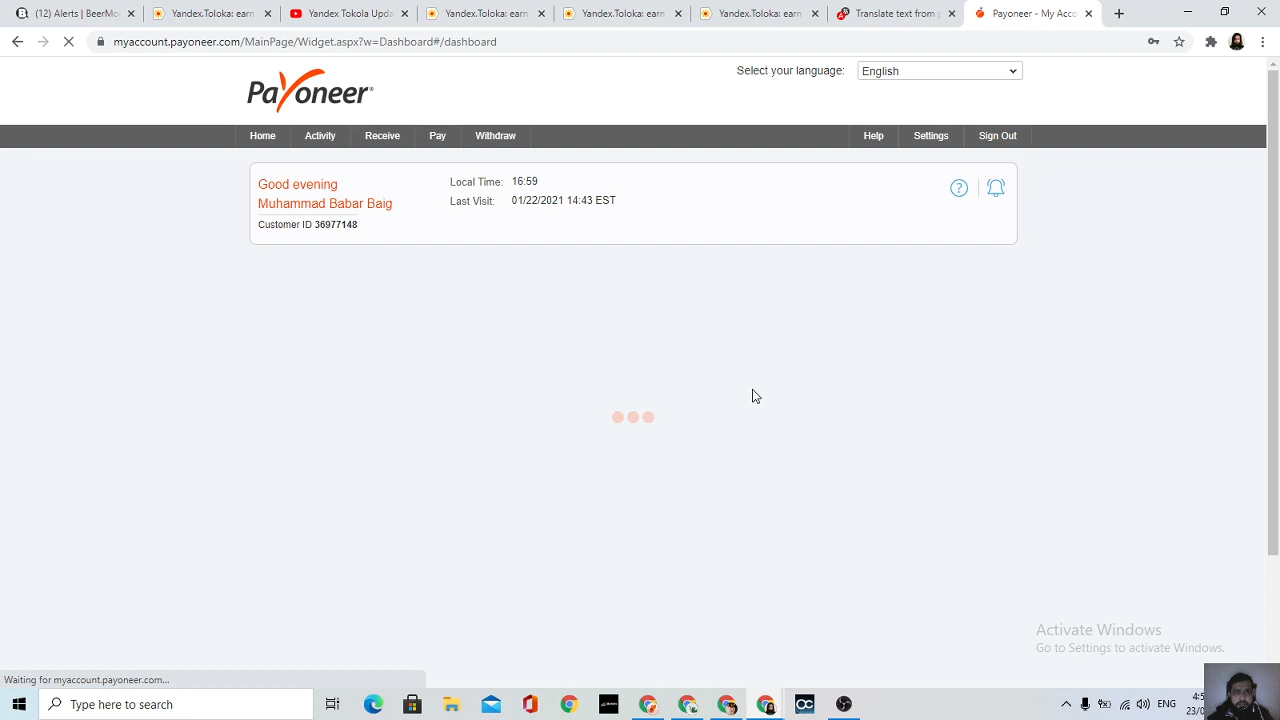 (12) Alerts | BeerMo
Yandex.Toloka: earn
Yandex Tokola Upda
Yandex.Toloka: earn
Yandex.Toloka: earn
Yandex.Toloka: earn
Translate text from p
Payoneer - My Acco
myaccount.payoneer.com/MainPage/Widget.aspx?w=Dashboard#/dashboard
Payoneer
Select your language:
English
Home
Activity
Receive
Pay
Withdraw
Help
Settings
Sign Out
Good evening
Local Time: 16:59
Muhammad Babar Baig
Last Visit: 01/22/2021 14:43 EST
Customer ID 36977148
Activate Windows
Go to Settings to activate Windows.
Waiting for myaccount.payoneer.com...
Type here to search
ENG